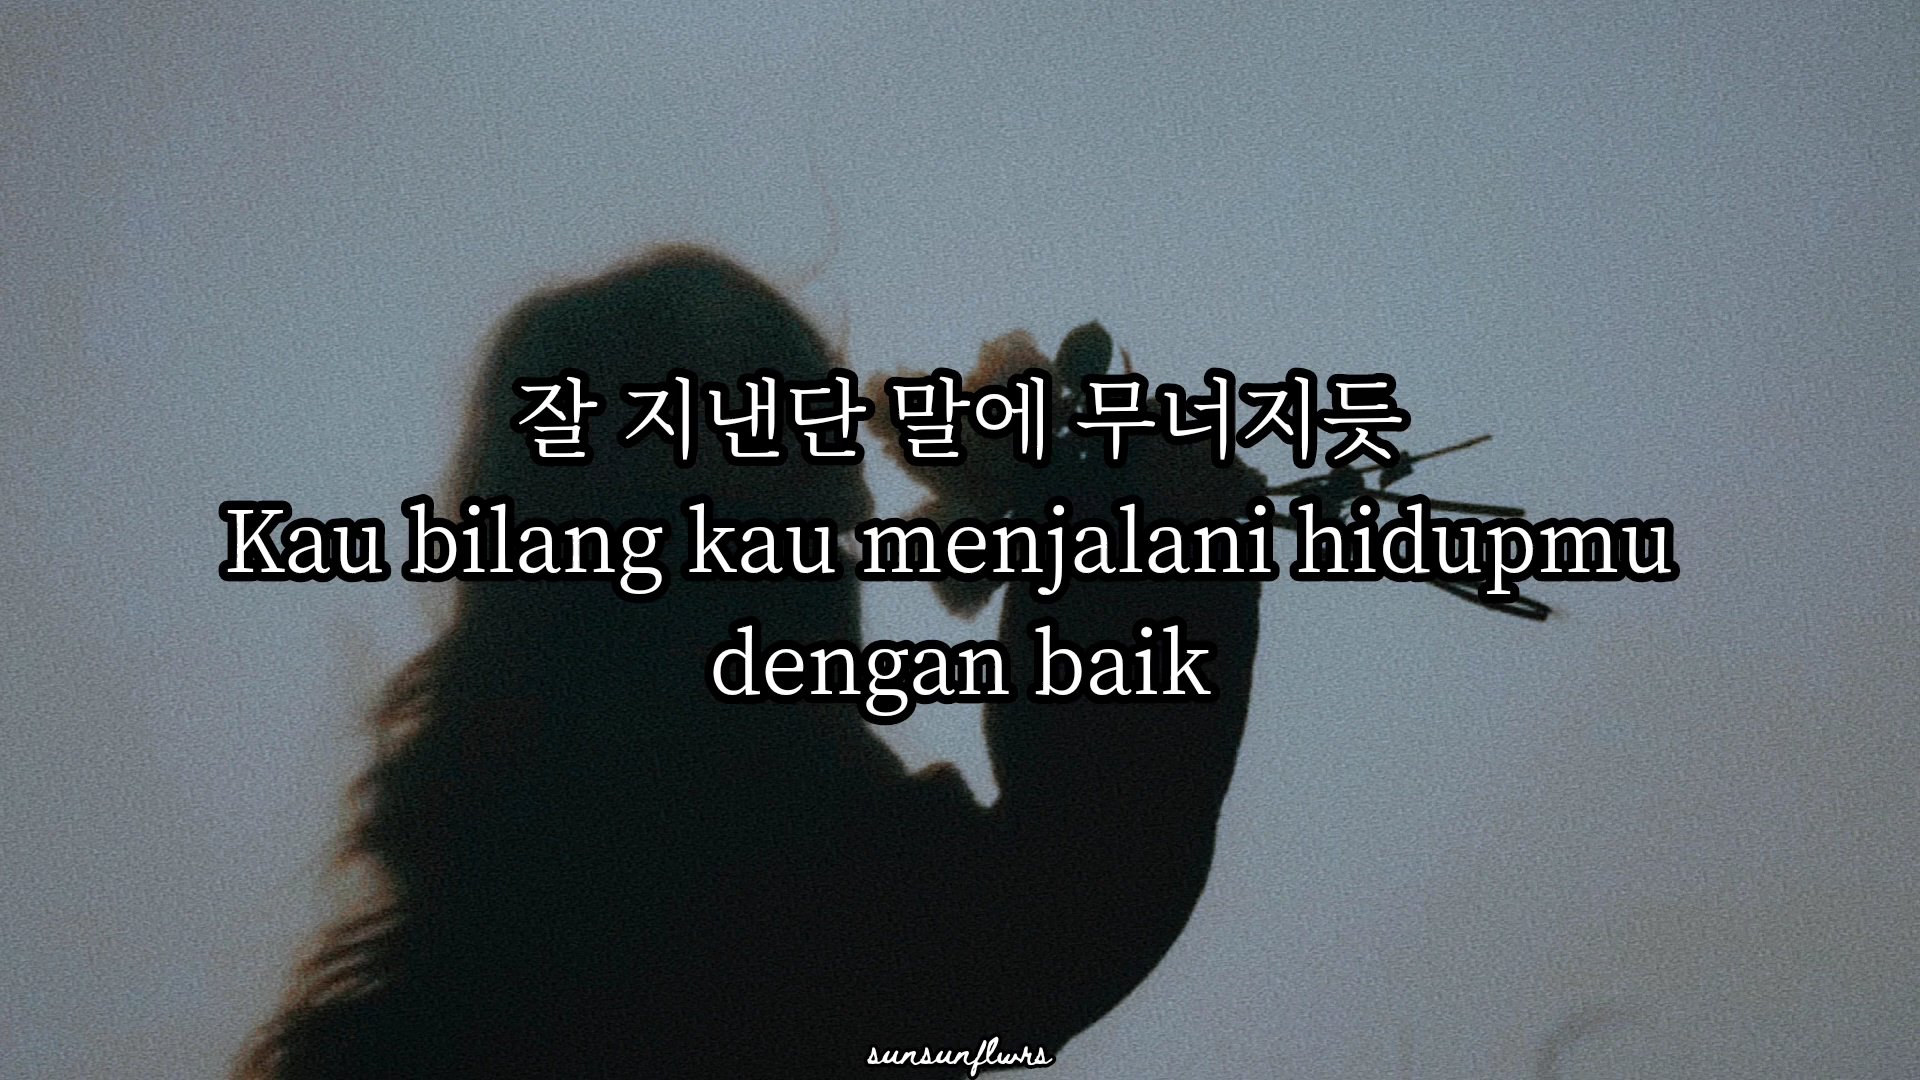 잘 지낸단 말에 무너지듯
Kau bilang kau menjalani hidupmu
dengan baik
sunsunflwrs